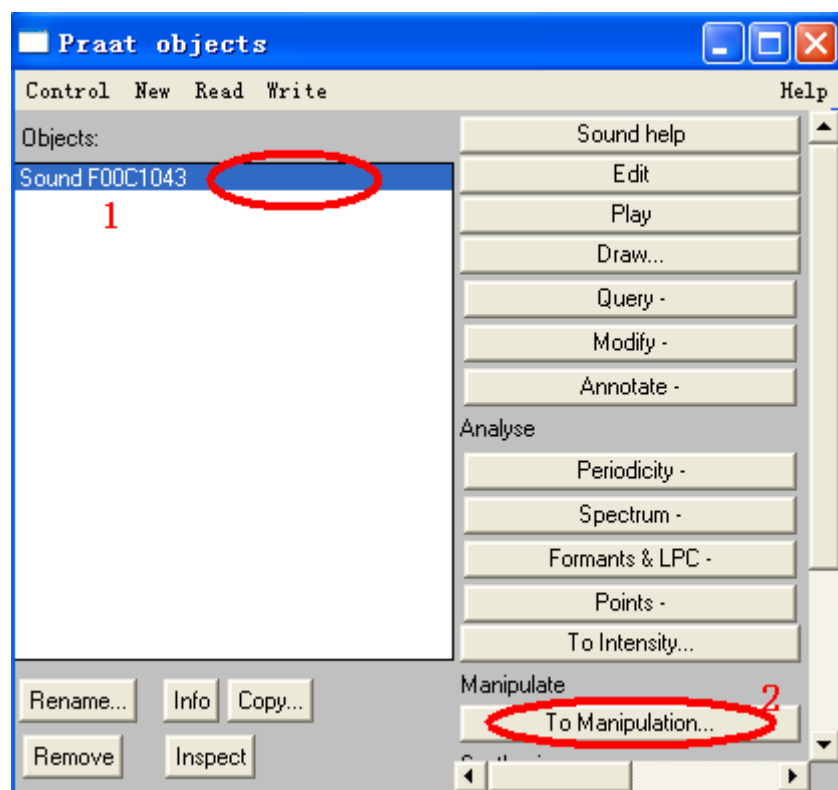 Praat objects
Control New Read Write Help
Objects:
Sound F00C1043
1
Sound help
Edit
Play
Draw...
Query -
Modify -
Annotate -
Analyse
Periodicity -
Spectrum -
Formants & LPC -
Points -
To Intensity...
Manipulate
2
To Manipulation...
Rename... Info Copy...
Remove Inspect